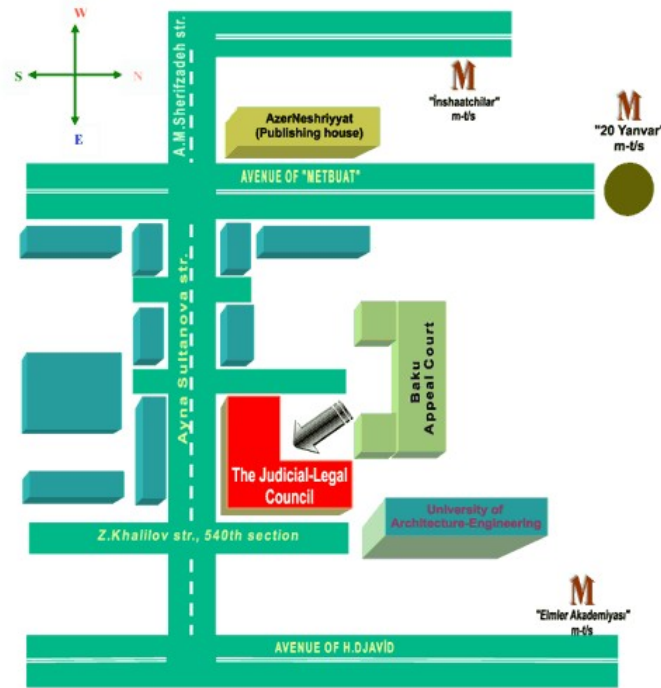 W
S
N
E
A.M.Sherifzadeh str.
M
"İnshaatchilar"
m-t/s
AzerNeshriyyat
(Publishing house)
M
"20 Yanvar"
m-t/s
AVENUE OF "METBUAT"
Ayna Sultanova str.
Baku
Appeal Court
The Judicial-Legal
Council
University of
Architecture-Engineering
Z.Khalilov str., 540th section
M
"Elmler Akademiyası"
m-t/s
AVENUE OF H.DJAVİD